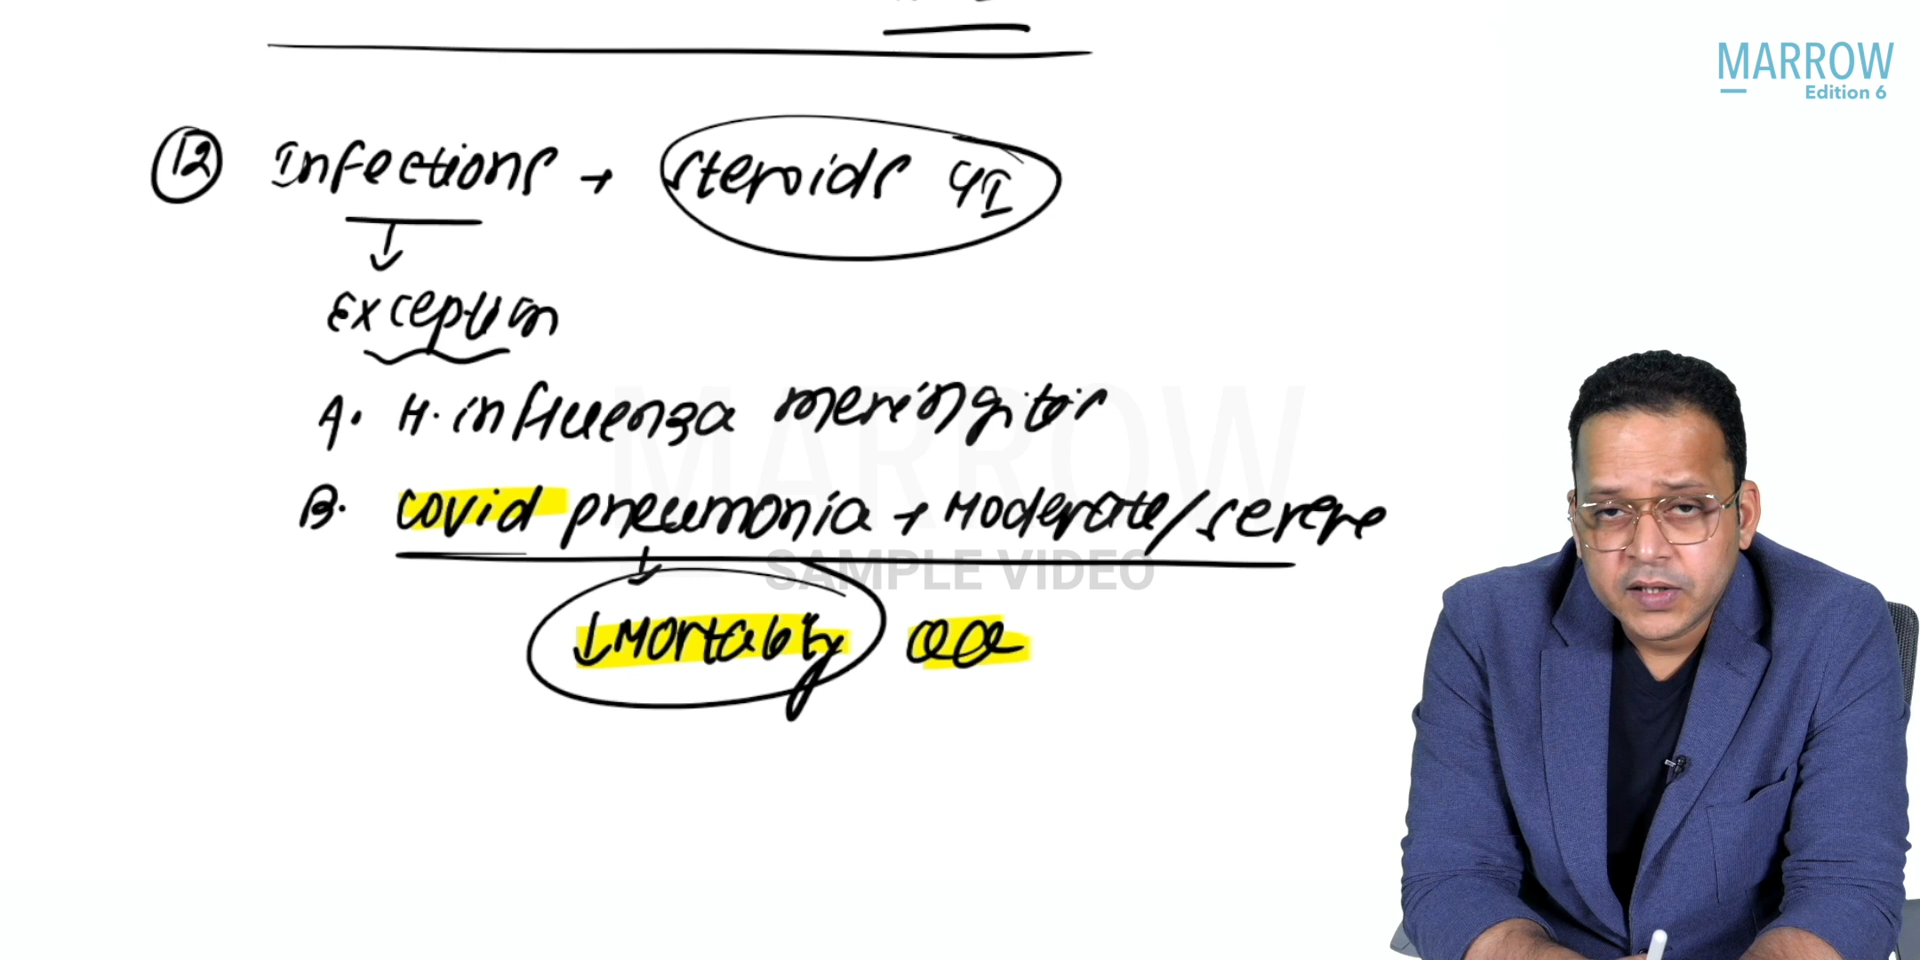 MARROW
Edition 6
12 Infections → steroids CI
↓
Exception
A. H. influenza meningitis
B. covid pneumonia → Moderate/severe
↓
↓ Mortality
MARROW
SAMPLE VIDEO